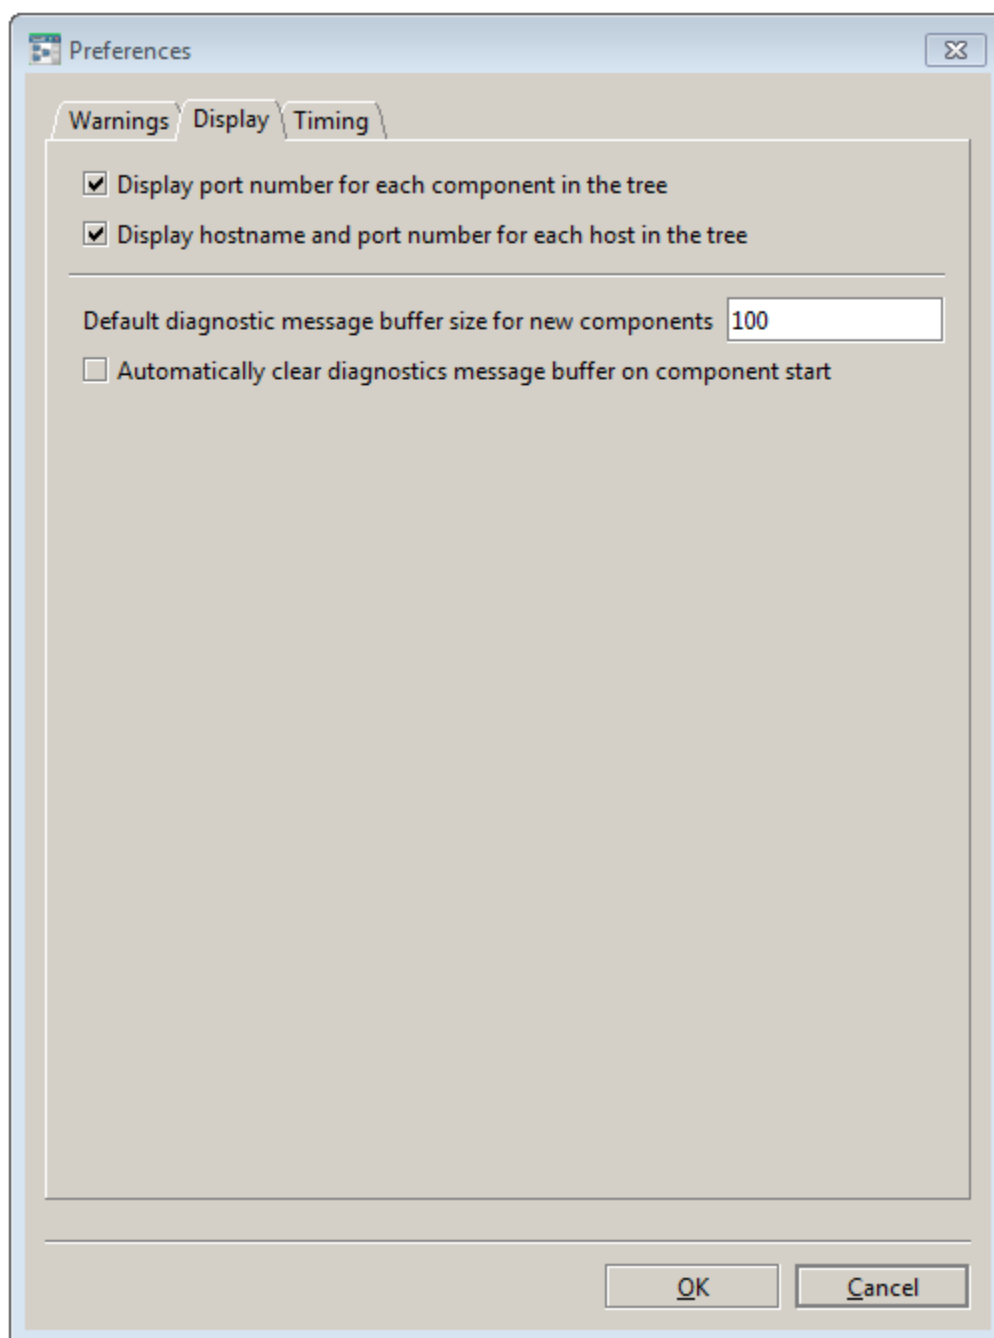 Preferences
Warnings Display Timing
Display port number for each component in the tree
Display hostname and port number for each host in the tree
Default diagnostic message buffer size for new components 100
Automatically clear diagnostics message buffer on component start
OK Cancel